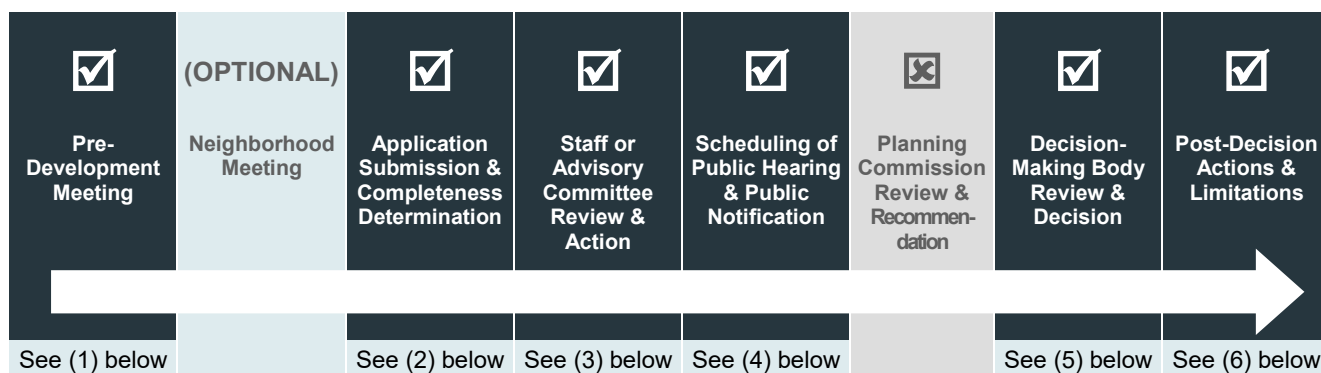 Pre-
Development
Meeting
(OPTIONAL)
Neighborhood
Meeting
Application
Submission &
Completeness
Determination
Staff or
Advisory
Committee
Review &
Action
Scheduling of
Public Hearing
& Public
Notification
Planning
Commission
Review &
Recommen-
dation
Decision-
Making Body
Review &
Decision
Post-Decision
Actions &
Limitations
See (1) below
See (2) below
See (3) below
See (4) below
See (5) below
See (6) below